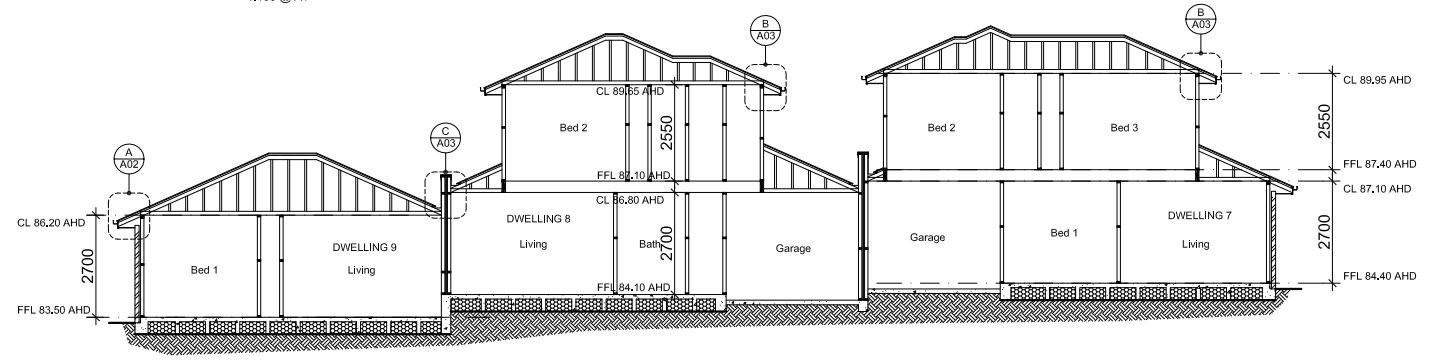 B
A03
B
A03
CL 89.65 AHD
CL 89.95 AHD
Bed 2
2550
Bed 2
Bed 3
2550
C
A03
A
A02
FFL 87.10 AHD
FFL 87.40 AHD
CL 86.80 AHD
CL 87.10 AHD
CL 86.20 AHD
DWELLING 8
DWELLING 7
2700
DWELLING 9
Living
Bath
2700
Garage
Garage
Bed 1
Living
2700
Bed 1
Living
FFL 84.10 AHD
FFL 84.40 AHD
FFL 83.50 AHD